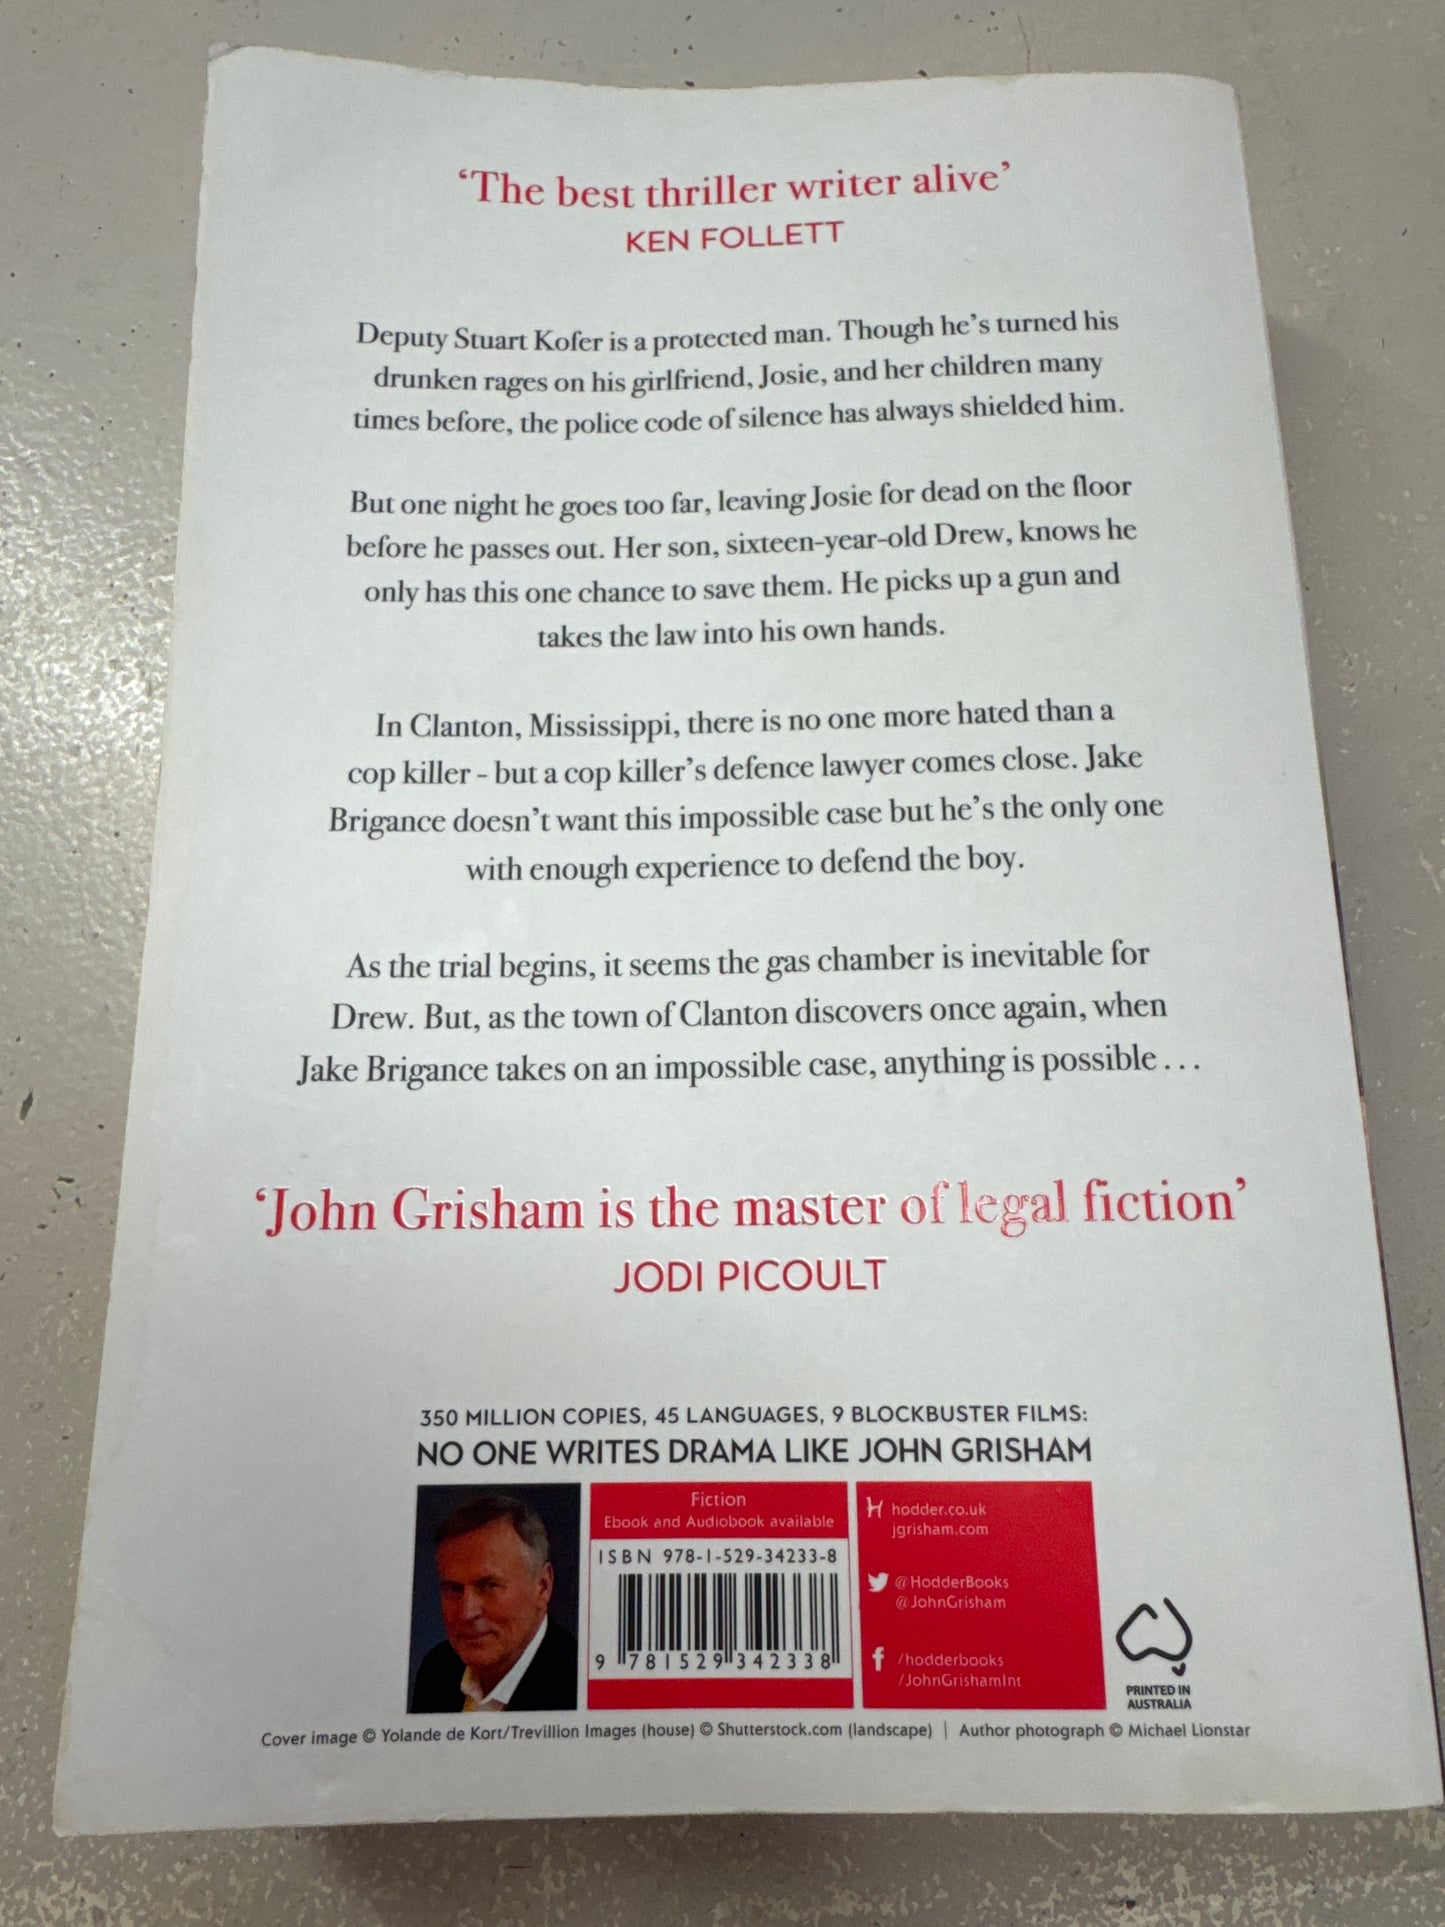 ‘The best thriller writer alive’
KEN FOLLETT
Deputy Stuart Kofer is a protected man. Though he’s turned his
drunken rages on his girlfriend, Josie, and her children many
times before, the police code of silence has always shielded him.
But one night he goes too far, leaving Josie for dead on the floor
before he passes out. Her son, sixteen-year-old Drew, knows he
only has this one chance to save them. He picks up a gun and
takes the law into his own hands.
In Clanton, Mississippi, there is no one more hated than a
cop killer – but a cop killer’s defence lawyer comes close. Jake
Brigance doesn’t want this impossible case but he’s the only one
with enough experience to defend the boy.
As the trial begins, it seems the gas chamber is inevitable for
Drew. But, as the town of Clanton discovers once again, when
Jake Brigance takes on an impossible case, anything is possible . . .
‘John Grisham is the master of legal fiction’
JODI PICOULT
350 MILLION COPIES, 45 LANGUAGES, 9 BLOCKBUSTER FILMS:
NO ONE WRITES DRAMA LIKE JOHN GRISHAM
Fiction
Ebook and Audiobook available
ISBN 978-1-529-34233-8
9 781529 342338
hodder.co.uk
jgrisham.com
@HodderBooks
@JohnGrisham
/hodderbooks
/JohnGrishamInt
PRINTED IN
AUSTRALIA
Cover image © Yolande de Kort/Trevillion Images (house) © Shutterstock.com (landscape) | Author photograph © Michael Lionstar